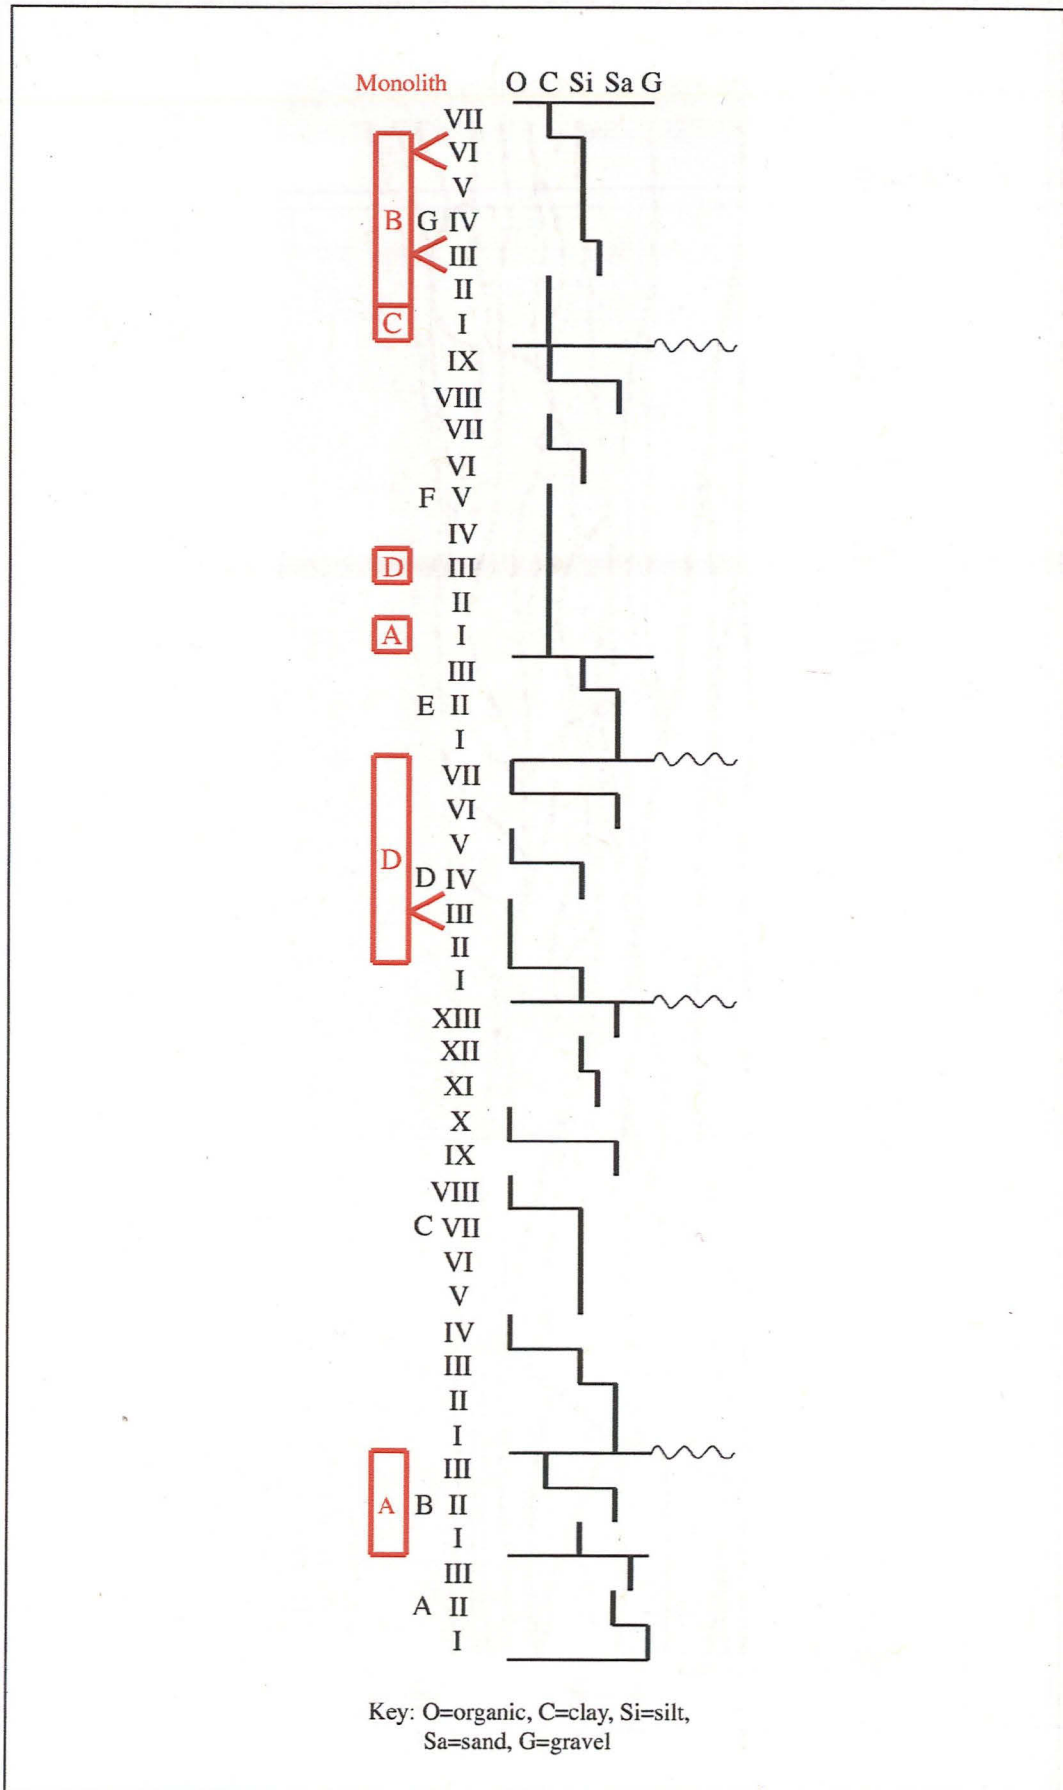 Monolith O C Si Sa G
VII
VI
V
B G IV
III
II
C I
IX
VIII
VII
VI
F V
IV
D III
II
A I
III
E II
I
VII
VI
V
D
D IV
III
II
I
XIII
XII
XI
X
IX
VIII
C VII
VI
V
IV
III
II
I
III
A B II
I
III
A II
I
Key: O=organic, C=clay, Si=silt,
Sa=sand, G=gravel